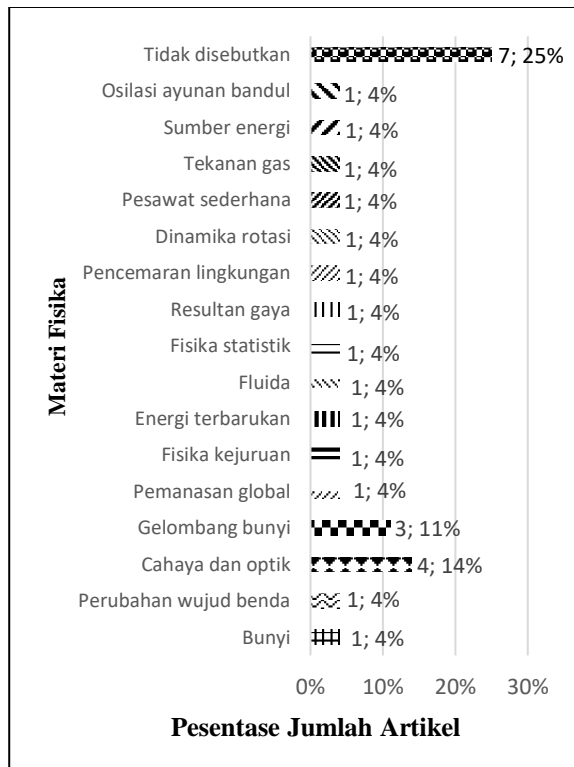 Tidak disebutkan 7; 25%
Osilasi ayunan bandul 1; 4%
Sumber energi 1; 4%
Tekanan gas 1; 4%
Pesawat sederhana 1; 4%
Dinamika rotasi 1; 4%
Pencemaran lingkungan 1; 4%
Resultan gaya 1; 4%
Fisika statistik 1; 4%
Fluida 1; 4%
Energi terbarukan 1; 4%
Fisika kejuruan 1; 4%
Pemanasan global 1; 4%
Gelombang bunyi 3; 11%
Cahaya dan optik 4; 14%
Perubahan wujud benda 1; 4%
Bunyi 1; 4%
Materi Fisika
0% 10% 20% 30%
Pesentase Jumlah Artikel